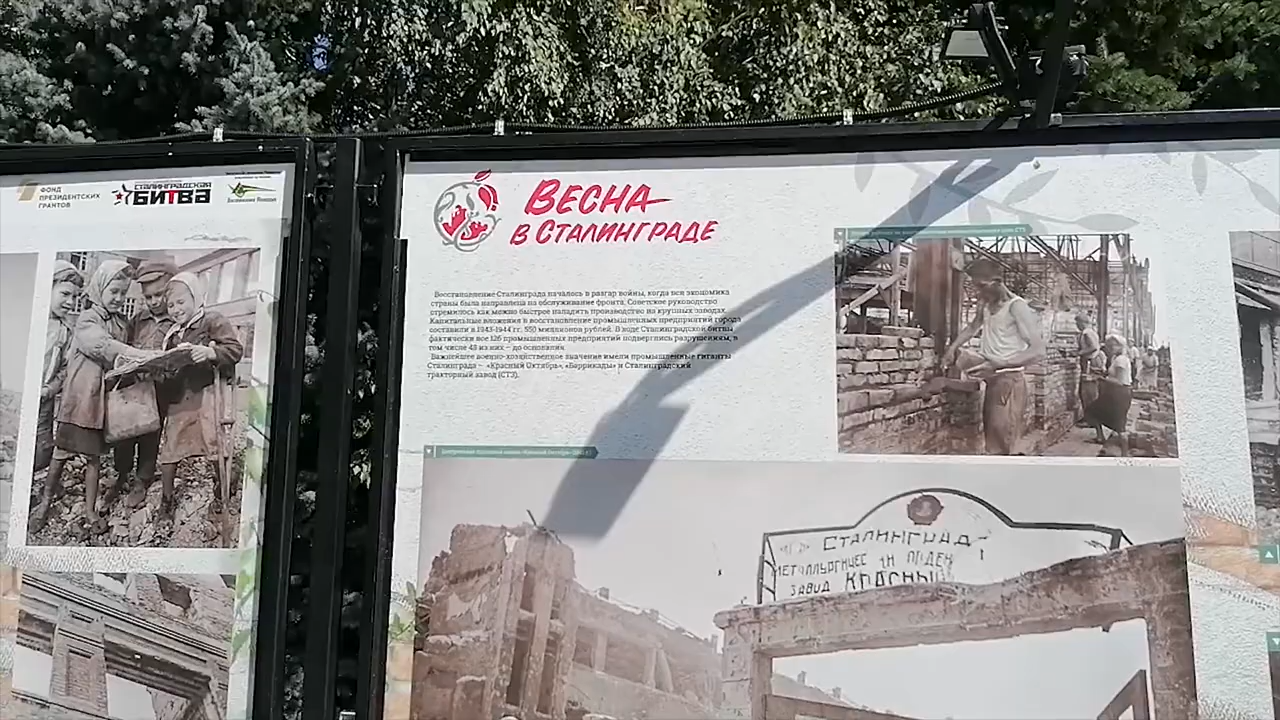 ФОНД
ПРЕЗИДЕНТСКИХ
ГРАНТОВ
СТАЛИНГРАДСКАЯ
БИТВА
ВЕСНА
В СТАЛИНГРАДЕ
Восстановление Сталинграда началось в разгар войны, когда вся экономика
страны была направлена на обслуживание фронта. Советское руководство
стремилось как можно быстрее наладить производство на крупных заводах.
Капитальные вложения в восстановление промышленных предприятий города
составили в 1943-1944 гг. 550 миллионов рублей. В ходе Сталинградской битвы
фактически все 126 промышленных предприятий подверглись разрушениям, в
том числе 48 из них – до основания.
Важнейшее военно-хозяйственное значение имели промышленные гиганты
Сталинграда – «Красный Октябрь», «Баррикады» и Сталинградский
тракторный завод (СТЗ).
СТАЛИНГРАД
ЗАВОД КРАСНЫЙ